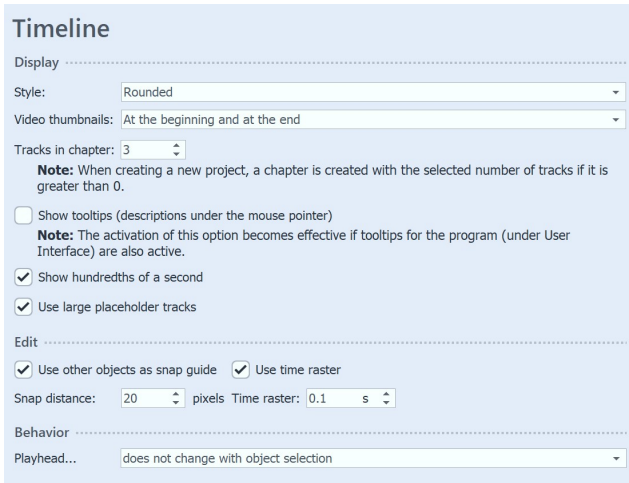 Timeline
Display
Style: Rounded
Video thumbnails: At the beginning and at the end
Tracks in chapter: 3
Note: When creating a new project, a chapter is created with the selected number of tracks if it is
greater than 0.
Show tooltips (descriptions under the mouse pointer)
Note: The activation of this option becomes effective if tooltips for the program (under User
Interface) are also active.
Show hundredths of a second
Use large placeholder tracks
Edit
Use other objects as snap guide Use time raster
Snap distance: 20 pixels Time raster: 0.1 s
Behavior
Playhead... does not change with object selection